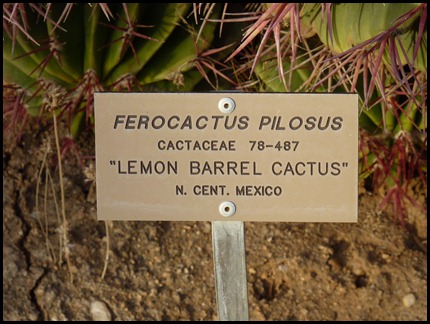 FEROCACTUS PILOSUS
CACTACEAE 78-487
"LEMON BARREL CACTUS"
N. CENT. MEXICO